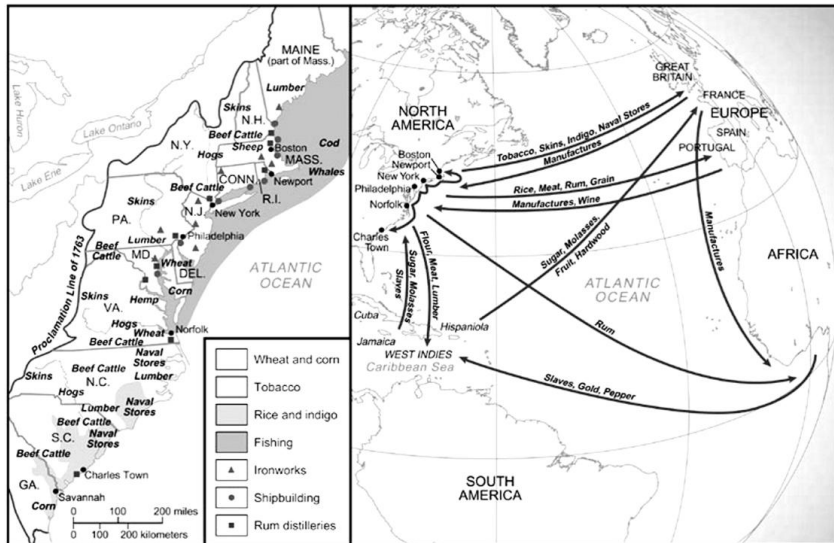 MAINE
(part of Mass.)
Lake Huron
Lake Ontario
Lake Erie
Lumber
Skins
N.H.
Beef Cattle
Sheep
Boston
Cod
N.Y.
Hogs
MASS.
Whales
CONN.
Newport
R.I.
Beef Cattle
N.J.
New York
PA.
Lumber
Philadelphia
Beef
Cattle
MD.
Wheat
DEL.
Corn
ATLANTIC
OCEAN
Proclamation Line of 1763
Skins
VA.
Hemp
Hogs
Wheat
Norfolk
Beef Cattle
Naval
Stores
Skins
Beef Cattle
Lumber
N.C.
Hogs
Lumber
Naval
Stores
Beef Cattle
S.C.
Naval
Stores
Beef Cattle
Charles Town
GA.
Savannah
Corn
0 100 200 miles
0 100 200 kilometers
Wheat and corn
Tobacco
Rice and indigo
Fishing
Ironworks
Shipbuilding
Rum distilleries
GREAT
BRITAIN
FRANCE
EUROPE
SPAIN
PORTUGAL
NORTH
AMERICA
Tobacco, Skins, Indigo, Naval Stores
Manufactures
Boston
Newport
New York
Philadelphia
Norfolk
Charles
Town
Rice, Meat, Rum, Grain
Manufactures, Wine
Sugar, Molasses,
Fruit, Hardwood
Manufactures
AFRICA
Flour, Meat, Lumber
Sugar, Molasses
Slaves
ATLANTIC
OCEAN
Cuba
Hispaniola
Jamaica
WEST INDIES
Caribbean Sea
Rum
Slaves, Gold, Pepper
SOUTH
AMERICA